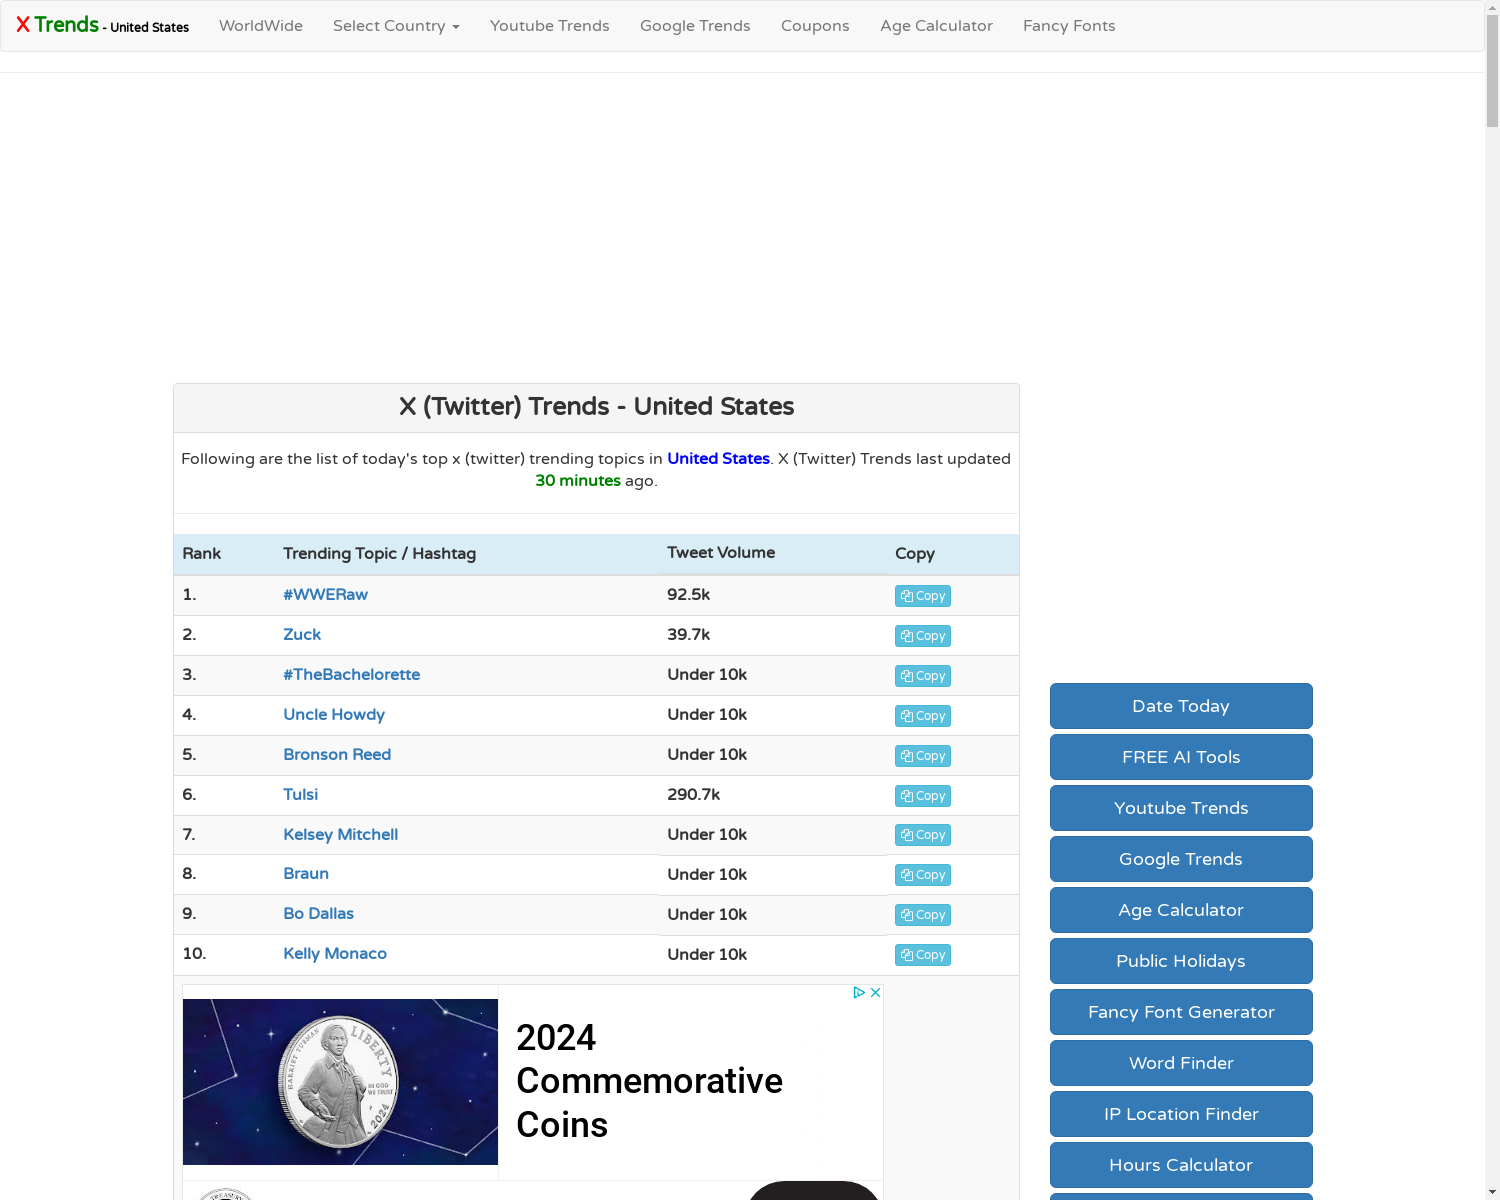 X Trends - United States
WorldWide
Select Country
Youtube Trends
Google Trends
Coupons
Age Calculator
Fancy Fonts
X (Twitter) Trends - United States
Following are the list of today's top x (twitter) trending topics in United States. X (Twitter) Trends last updated
30 minutes ago.
Rank Trending Topic / Hashtag Tweet Volume Copy
1. #WWERaw 92.5k Copy
2. Zuck 39.7k Copy
3. #TheBachelorette Under 10k Copy
4. Uncle Howdy Under 10k Copy
5. Bronson Reed Under 10k Copy
6. Tulsi 290.7k Copy
7. Kelsey Mitchell Under 10k Copy
8. Braun Under 10k Copy
9. Bo Dallas Under 10k Copy
10. Kelly Monaco Under 10k Copy
HARRIET TUBMAN
LIBERTY
IN GOD
WE TRUST
P
2024
2024
Commemorative
Coins
Date Today
FREE AI Tools
Youtube Trends
Google Trends
Age Calculator
Public Holidays
Fancy Font Generator
Word Finder
IP Location Finder
Hours Calculator